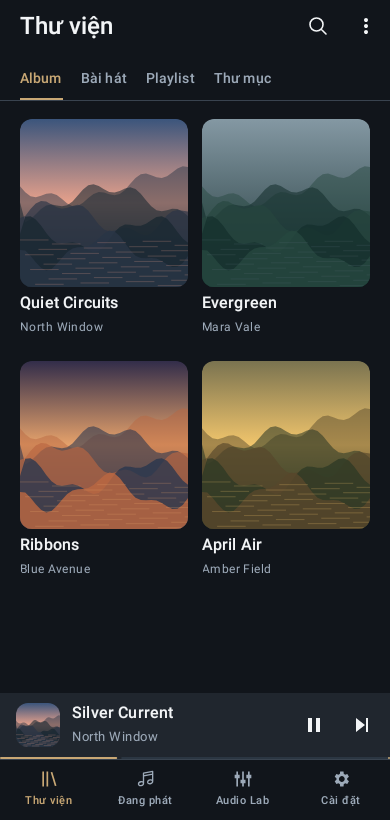 Thư viện
Album Bài hát Playlist Thư mục
Quiet Circuits
North Window
Evergreen
Mara Vale
Ribbons
Blue Avenue
April Air
Amber Field
Silver Current
North Window
Thư viện Đang phát Audio Lab Cài đặt